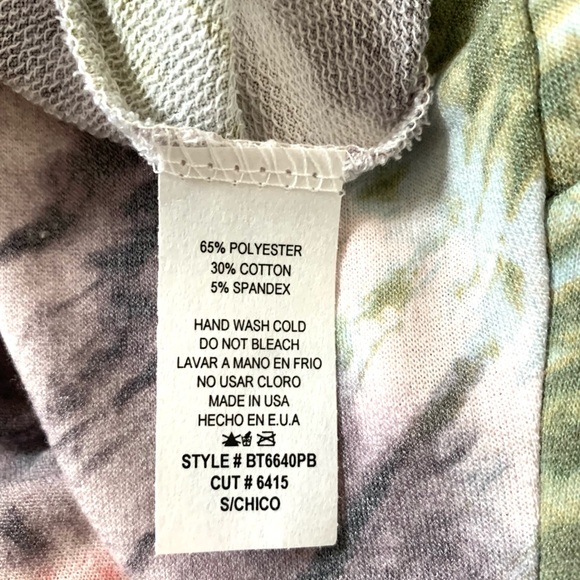 65% POLYESTER
30% COTTON
5% SPANDEX
HAND WASH COLD
DO NOT BLEACH
LAVAR A MANO EN FRIO
NO USAR CLORO
MADE IN USA
HECHO EN E.U.A
STYLE # BT6640PB
CUT # 6415
S/CHICO